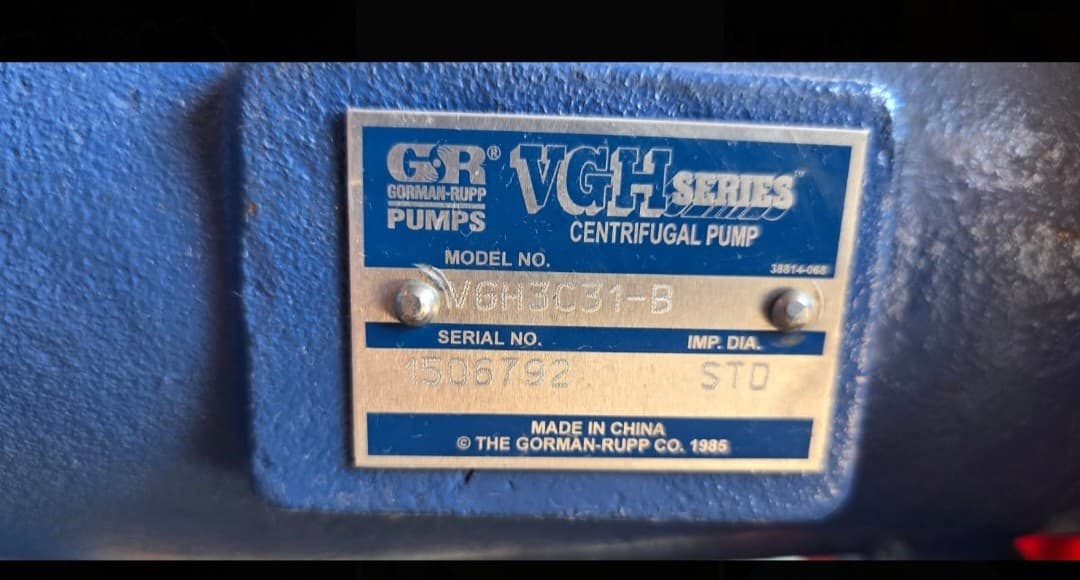 G·R® VGH SERIES™
GORMAN-RUPP
PUMPS
CENTRIFUGAL PUMP
MODEL NO.
38814-068
VGH3C31-B
SERIAL NO. IMP. DIA.
1506792 STD
MADE IN CHINA
© THE GORMAN-RUPP CO. 1985